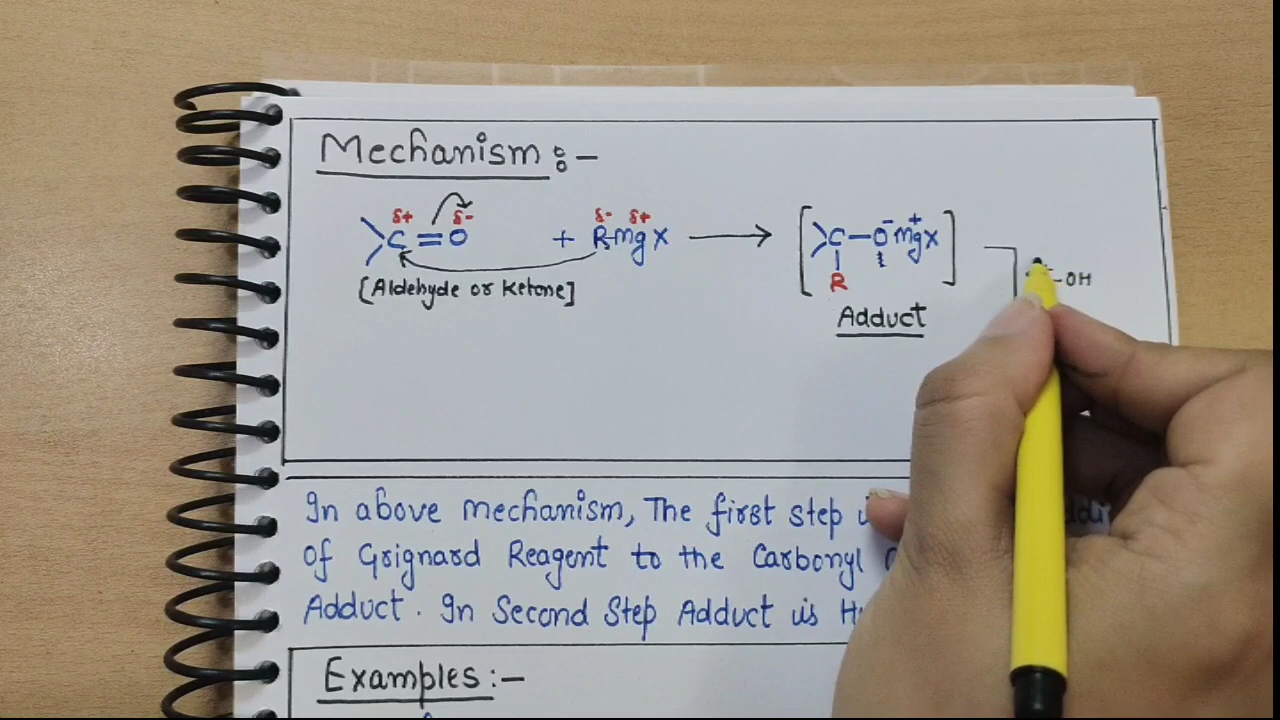 Mechanism :-
δ+ δ- δ- δ+
C=O + RMgX → [C-O⁻ Mg⁺X]
R
[Aldehyde or Ketone]
-OH
Adduct
In above mechanism, The first step
of Grignard Reagent to the Carbonyl
Adduct. In Second Step Adduct is
Examples:-